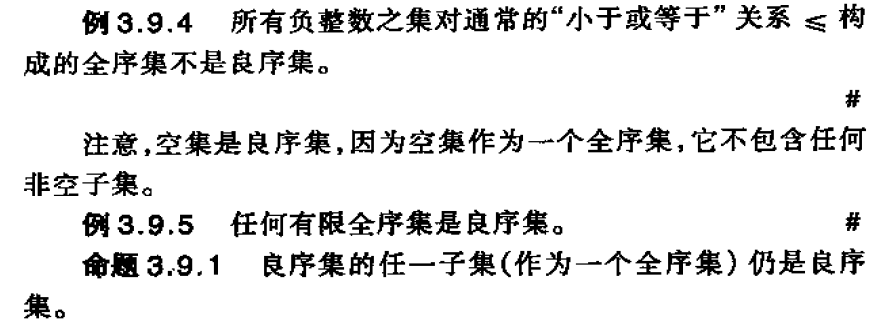 例3.9.4 所有负整数之集对通常的“小于或等于”关系 ≤ 构
成的全序集不是良序集。
#
注意,空集是良序集,因为空集作为一个全序集,它不包含任何
非空子集。
例3.9.5 任何有限全序集是良序集。 #
命题3.9.1 良序集的任一子集(作为一个全序集)仍是良序
集。